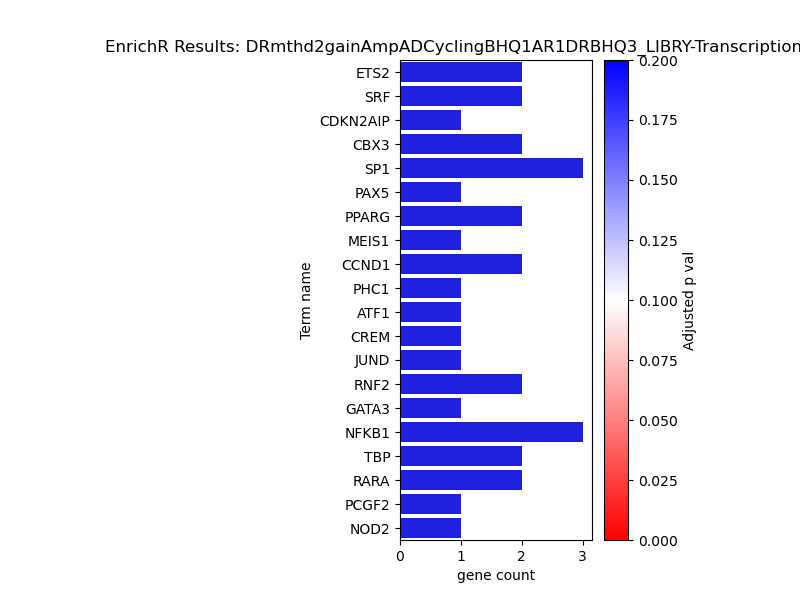 EnrichR Results: DRmthd2gainAmpADCyclingBHQ1AR1DRBHQ3_LIBRY-Transcription
ETS2
SRF
CDKN2AIP
CBX3
SP1
PAX5
PPARG
MEIS1
CCND1
PHC1
ATF1
CREM
JUND
RNF2
GATA3
NFKB1
TBP
RARA
PCGF2
NOD2
Term name
0 1 2 3
gene count
0.200
0.175
0.150
0.125
0.100
0.075
0.050
0.025
0.000
Adjusted p val